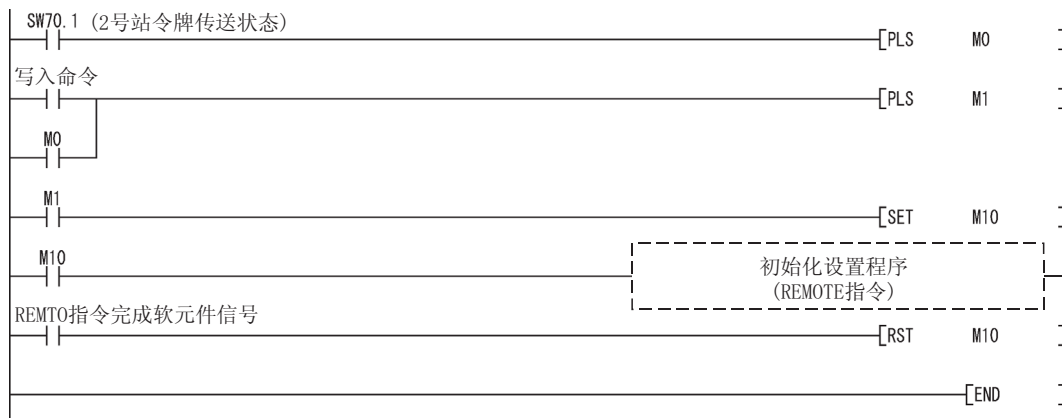 SW70.1 (2号站令牌传送状态)
[PLS M0 ]
写入命令
[PLS M1 ]
M0
M1
[SET M10 ]
M10
初始化设置程序
(REMOTE指令)
REMTO指令完成软元件信号
[RST M10 ]
[END ]